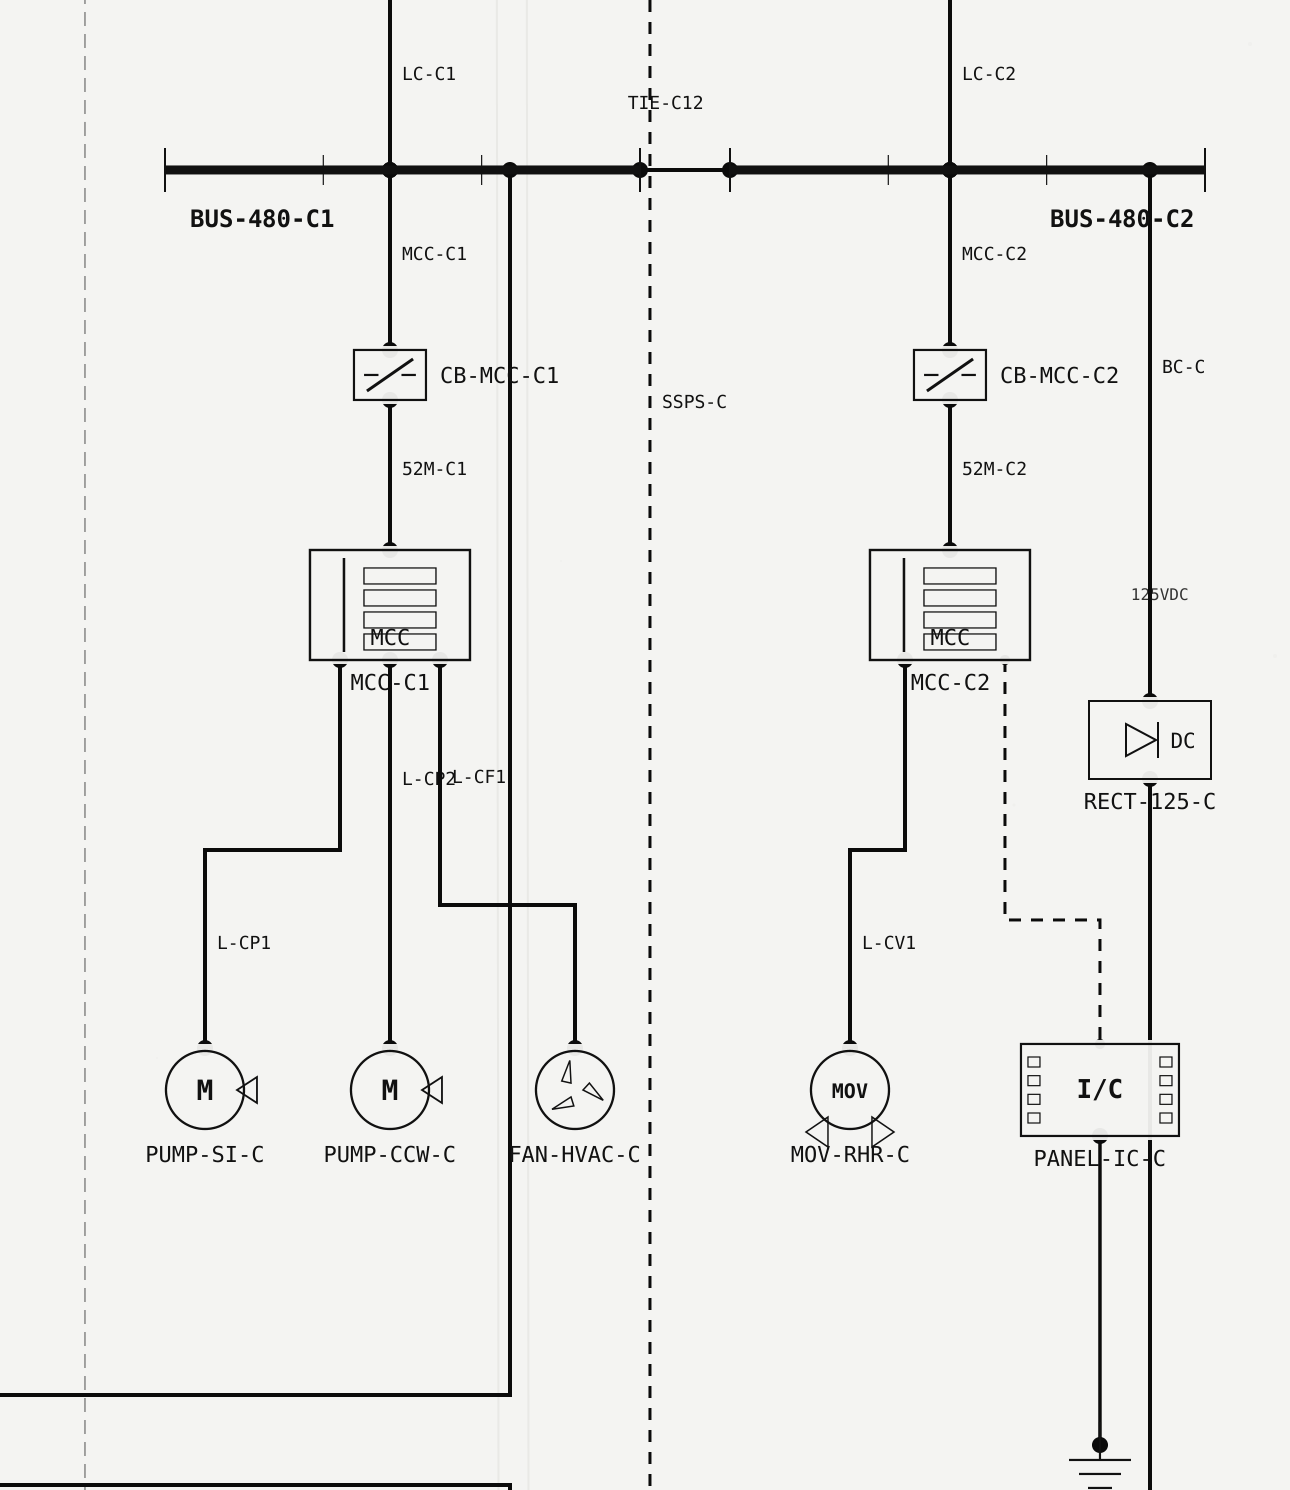 LC-C1
LC-C2
TIE-C12
BUS-480-C1
BUS-480-C2
MCC-C1
MCC-C2
CB-MCC-C1
CB-MCC-C2
BC-C
SSPS-C
52M-C1
52M-C2
125VDC
MCC
MCC
MCC-C1
MCC-C2
DC
RECT-125-C
L-CP2
L-CF1
L-CP1
L-CV1
M
M
MOV
I/C
PUMP-SI-C
PUMP-CCW-C
FAN-HVAC-C
MOV-RHR-C
PANEL-IC-C